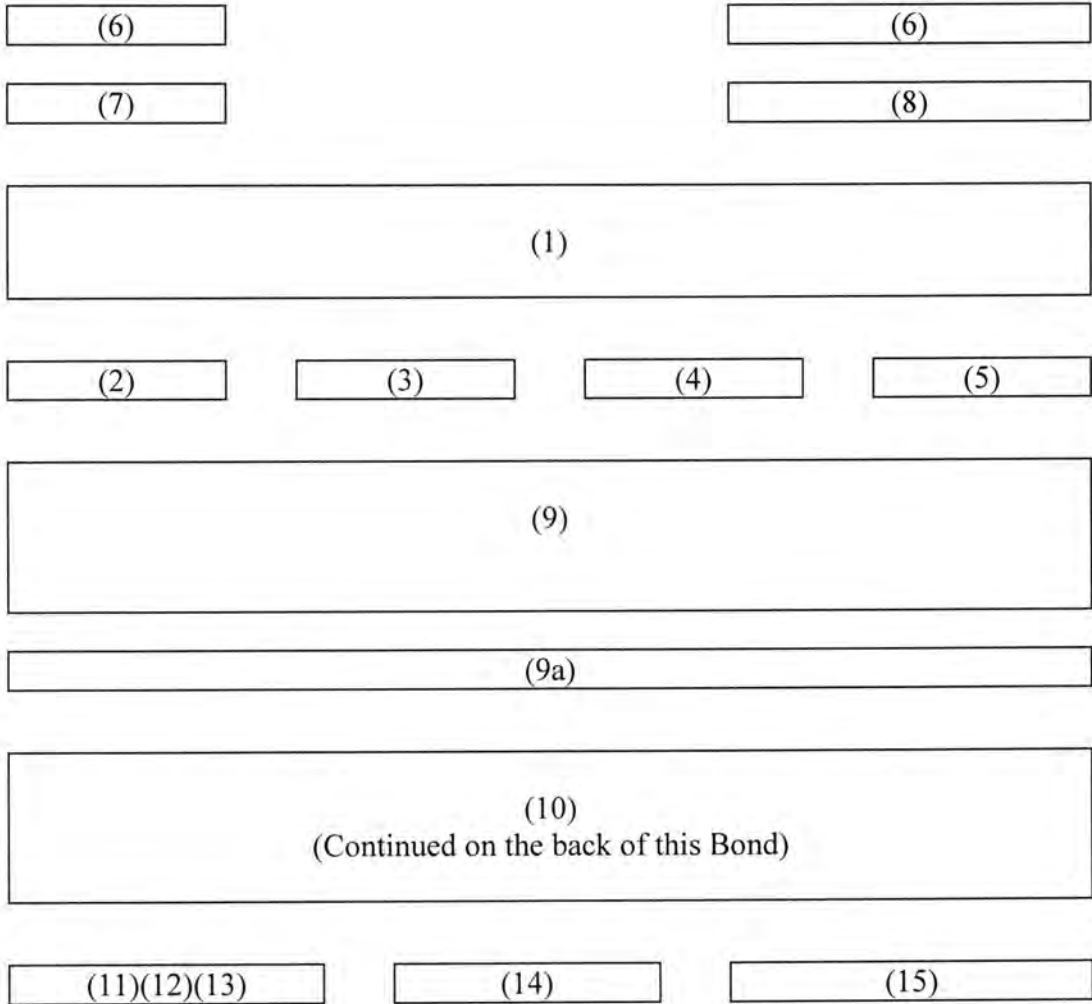 (6) (6)
(7) (8)
(1)
(2) (3) (4) (5)
(9)
(9a)
(10)
(Continued on the back of this Bond)
(11)(12)(13) (14) (15)